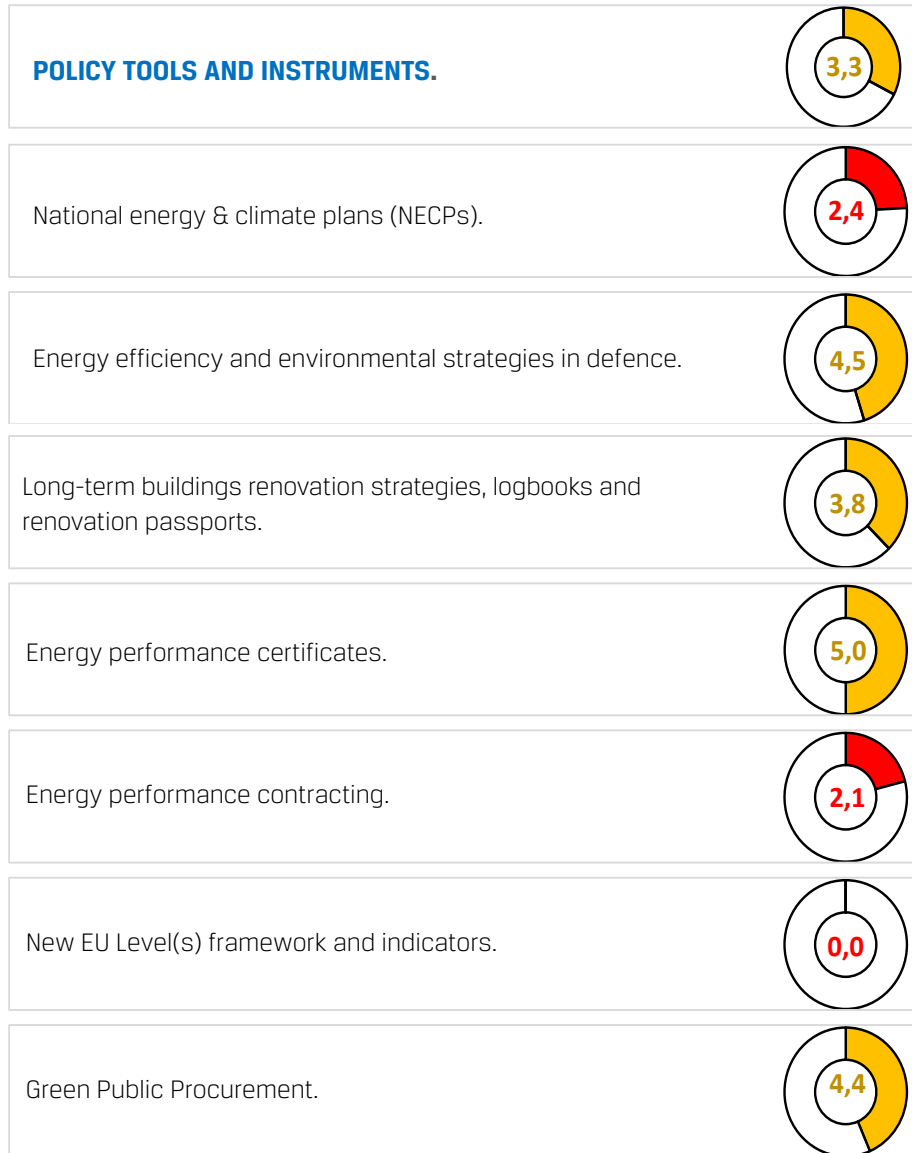 POLICY TOOLS AND INSTRUMENTS.
3,3
National energy & climate plans (NECPs).
2,4
Energy efficiency and environmental strategies in defence.
4,5
Long-term buildings renovation strategies, logbooks and
renovation passports.
3,8
Energy performance certificates.
5,0
Energy performance contracting.
2,1
New EU Level(s) framework and indicators.
0,0
Green Public Procurement.
4,4